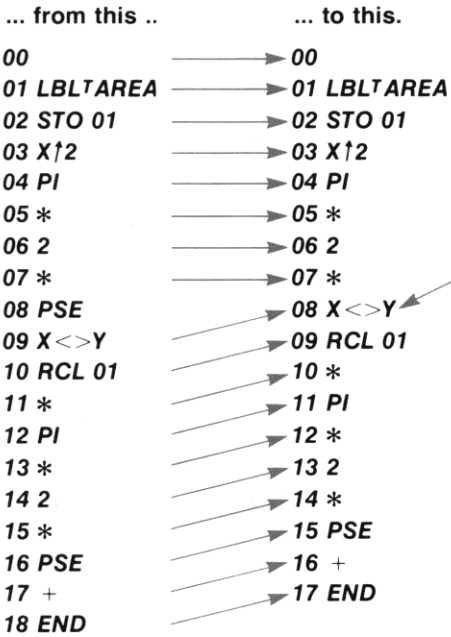 ... from this ..
00
01 LBLᵀAREA
02 STO 01
03 X↑2
04 PI
05 *
06 2
07 *
08 PSE
09 X<>Y
10 RCL 01
11 *
12 PI
13 *
14 2
15 *
16 PSE
17 +
18 END
... to this.
00
01 LBLᵀAREA
02 STO 01
03 X↑2
04 PI
05 *
06 2
07 *
08 X<>Y
09 RCL 01
10 *
11 PI
12 *
13 2
14 *
15 PSE
16 +
17 END